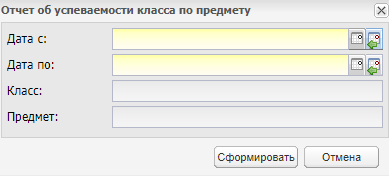 Отчет об успеваемости класса по предмету
Дата с:
Дата по:
Класс:
Предмет:
Сформировать Отмена